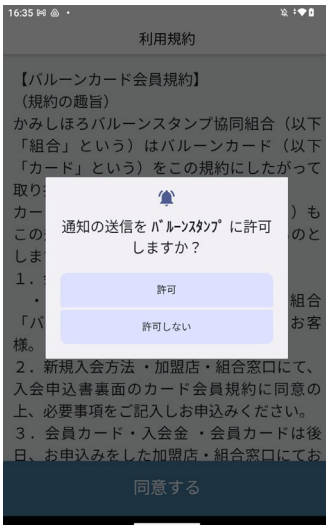 16:35
利用規約
【バルーンカード会員規約】
（規約の趣旨）
かみしほろバルーンスタンプ協同組合（以下
「組合」という）はバルーンカード（以下
「カード」という）をこの規約にしたがって
取り
カー
）も
この
のと
しま
通知の送信を ﾊﾞﾙｰﾝｽﾀﾝﾌﾟ に許可
しますか？
許可
許可しない
１．
・
組合
「バ
お客
様。
２．新規入会方法 ・加盟店・組合窓口にて、
入会申込書裏面のカード会員規約に同意の
上、必要事項をご記入しお申込みください。
３．会員カード・入会金 ・会員カードは後
日、お申込みをした加盟店・組合窓口にてお
同意する